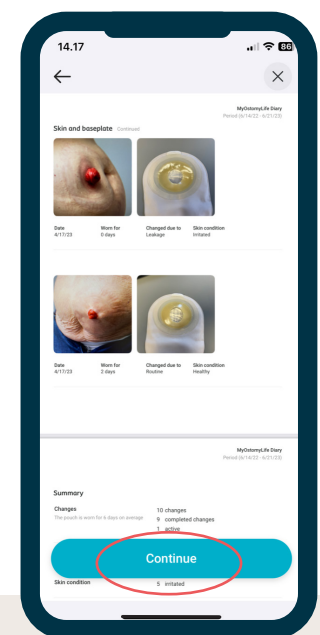 14.17
86
MyOstomyLife Diary
Period (6/14/22 - 6/21/23)
Skin and baseplate Continued
Date Worn for Changed due to Skin condition
4/17/23 0 days Leakage Irritated
Date Worn for Changed due to Skin condition
4/17/23 2 days Routine Healthy
MyOstomyLife Diary
Period (6/14/22 - 6/21/23)
Summary
Changes 10 changes
The pouch is worn for 6 days on average 9 completed changes
1 active
Continue
Skin condition 5 irritated